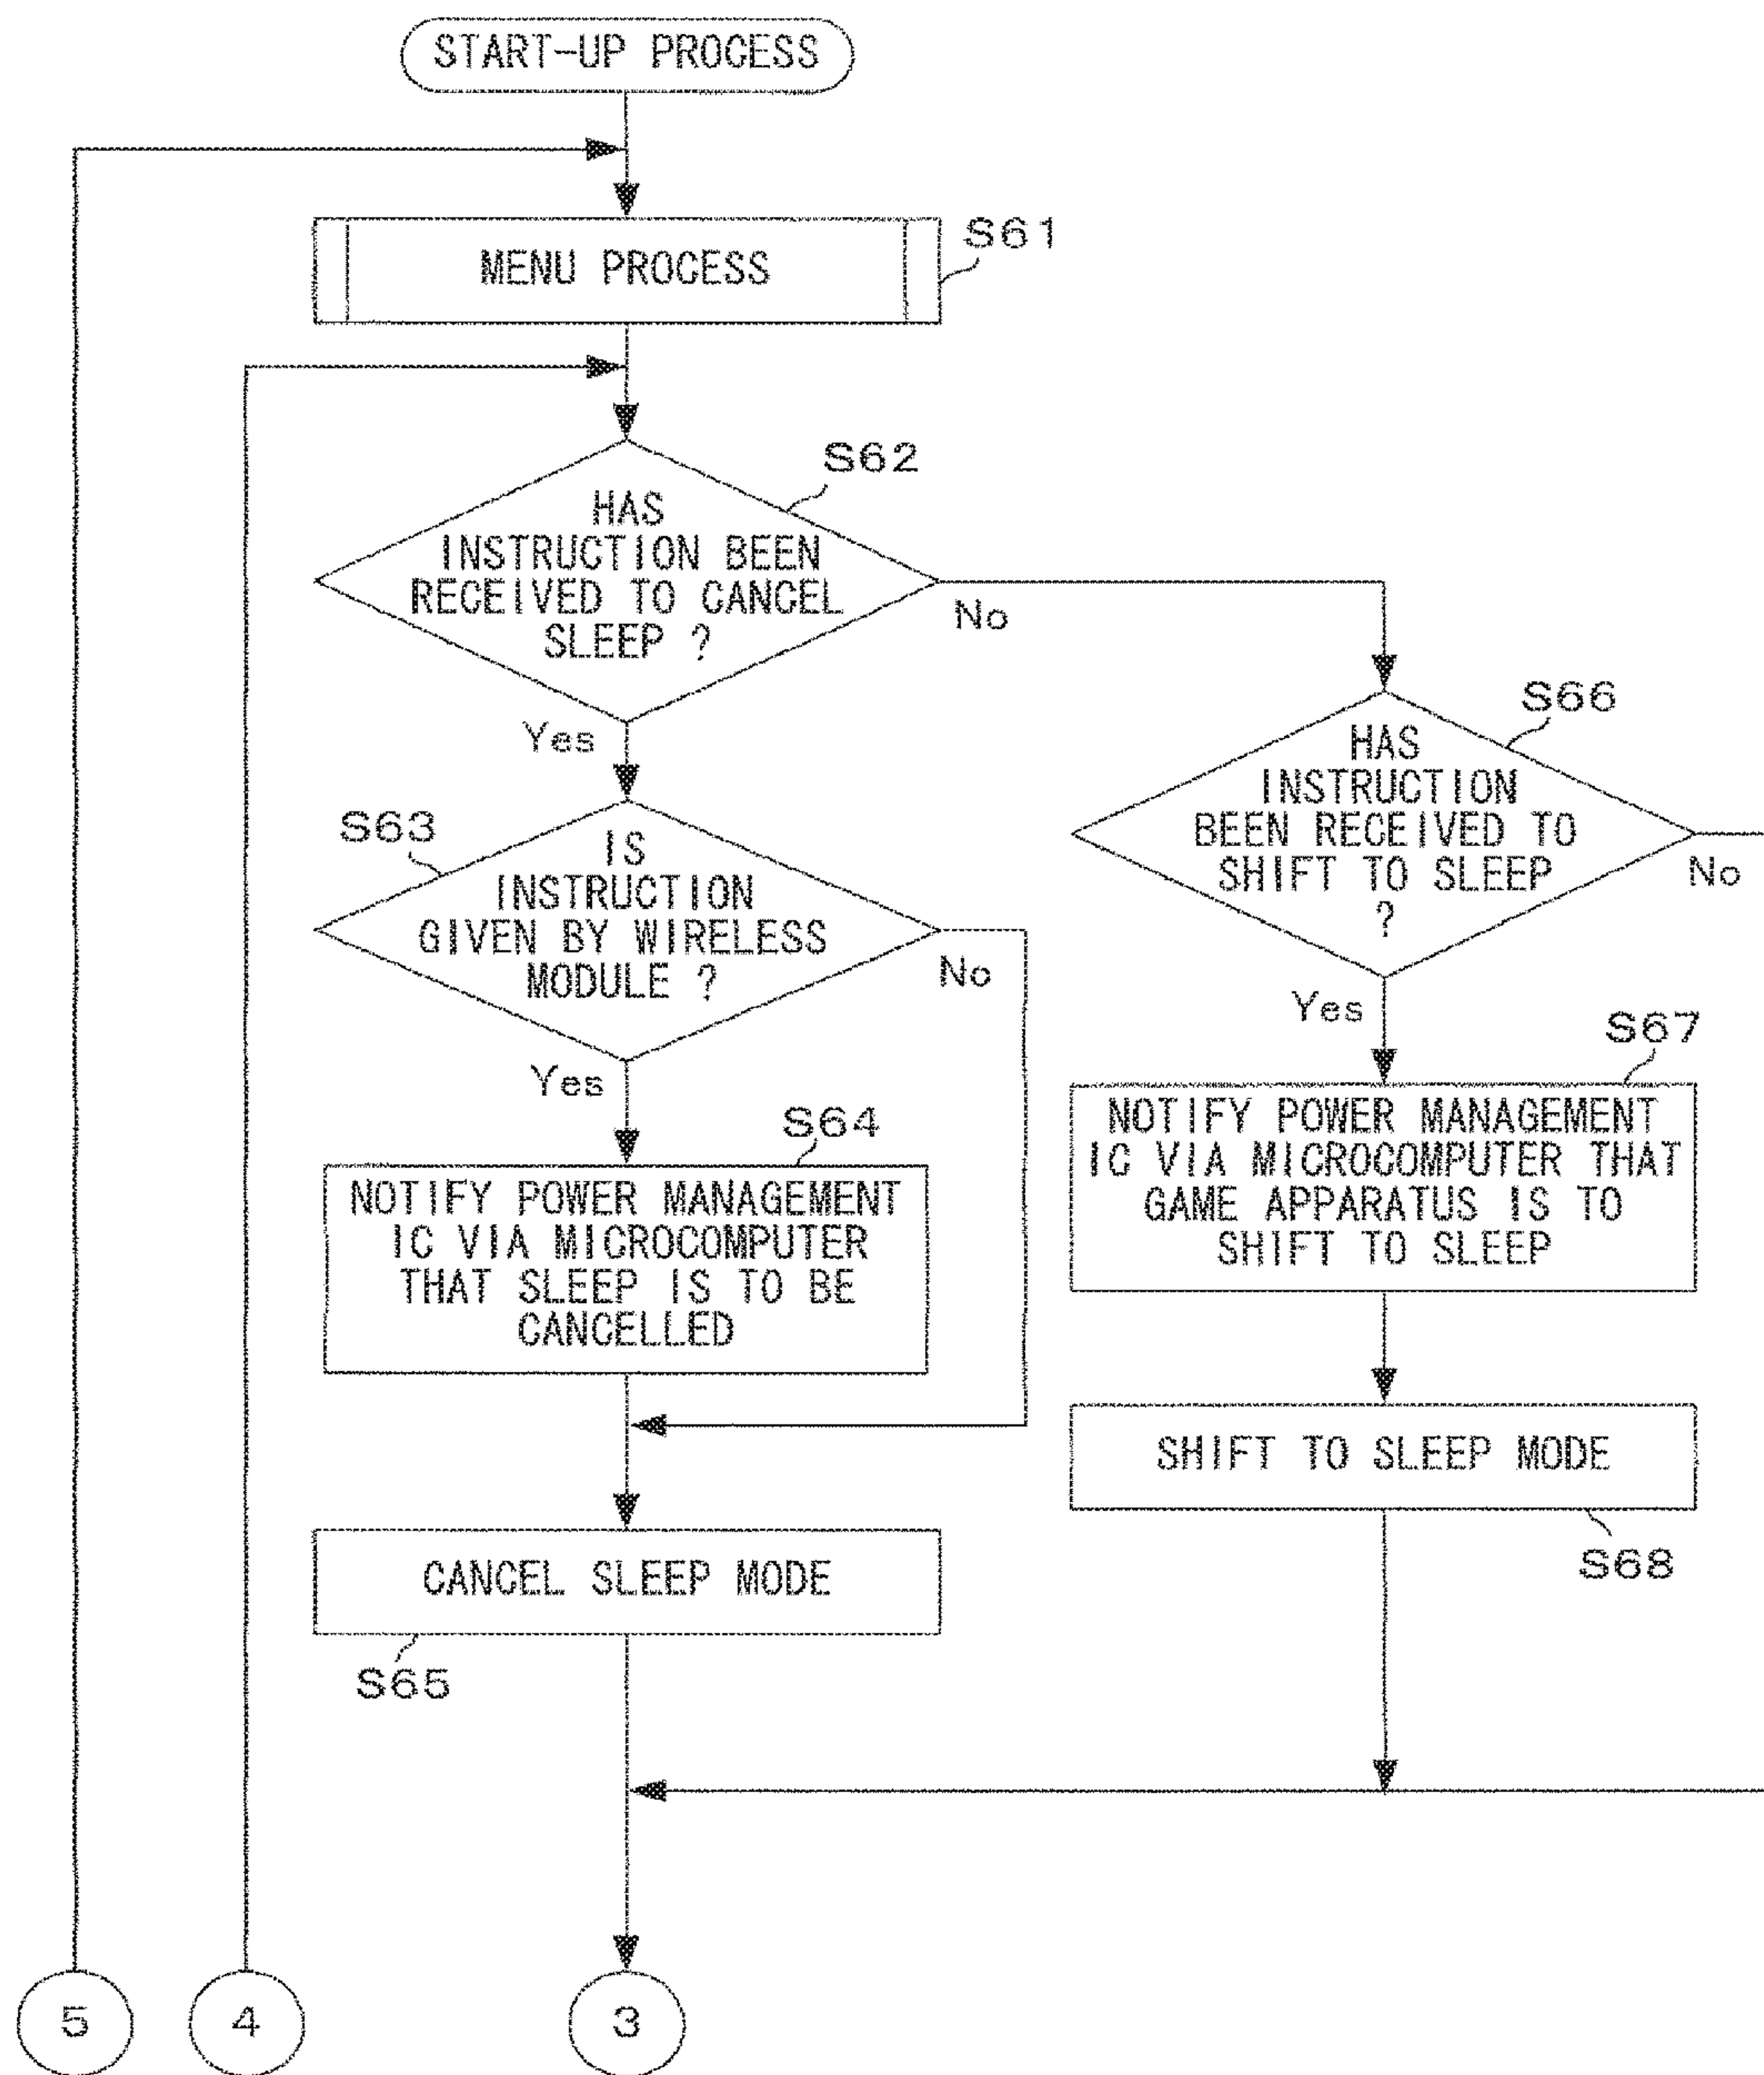 START-UP PROCESS
MENU PROCESS
S61
S62
HAS
INSTRUCTION BEEN
RECEIVED TO CANCEL
SLEEP ?
No
Yes
S63
IS
INSTRUCTION
GIVEN BY WIRELESS
MODULE ?
No
Yes
S64
NOTIFY POWER MANAGEMENT
IC VIA MICROCOMPUTER
THAT SLEEP IS TO BE
CANCELLED
CANCEL SLEEP MODE
S65
S66
HAS
INSTRUCTION
BEEN RECEIVED TO
SHIFT TO SLEEP
?
No
Yes
S67
NOTIFY POWER MANAGEMENT
IC VIA MICROCOMPUTER THAT
GAME APPARATUS IS TO
SHIFT TO SLEEP
SHIFT TO SLEEP MODE
S68
5
4
3